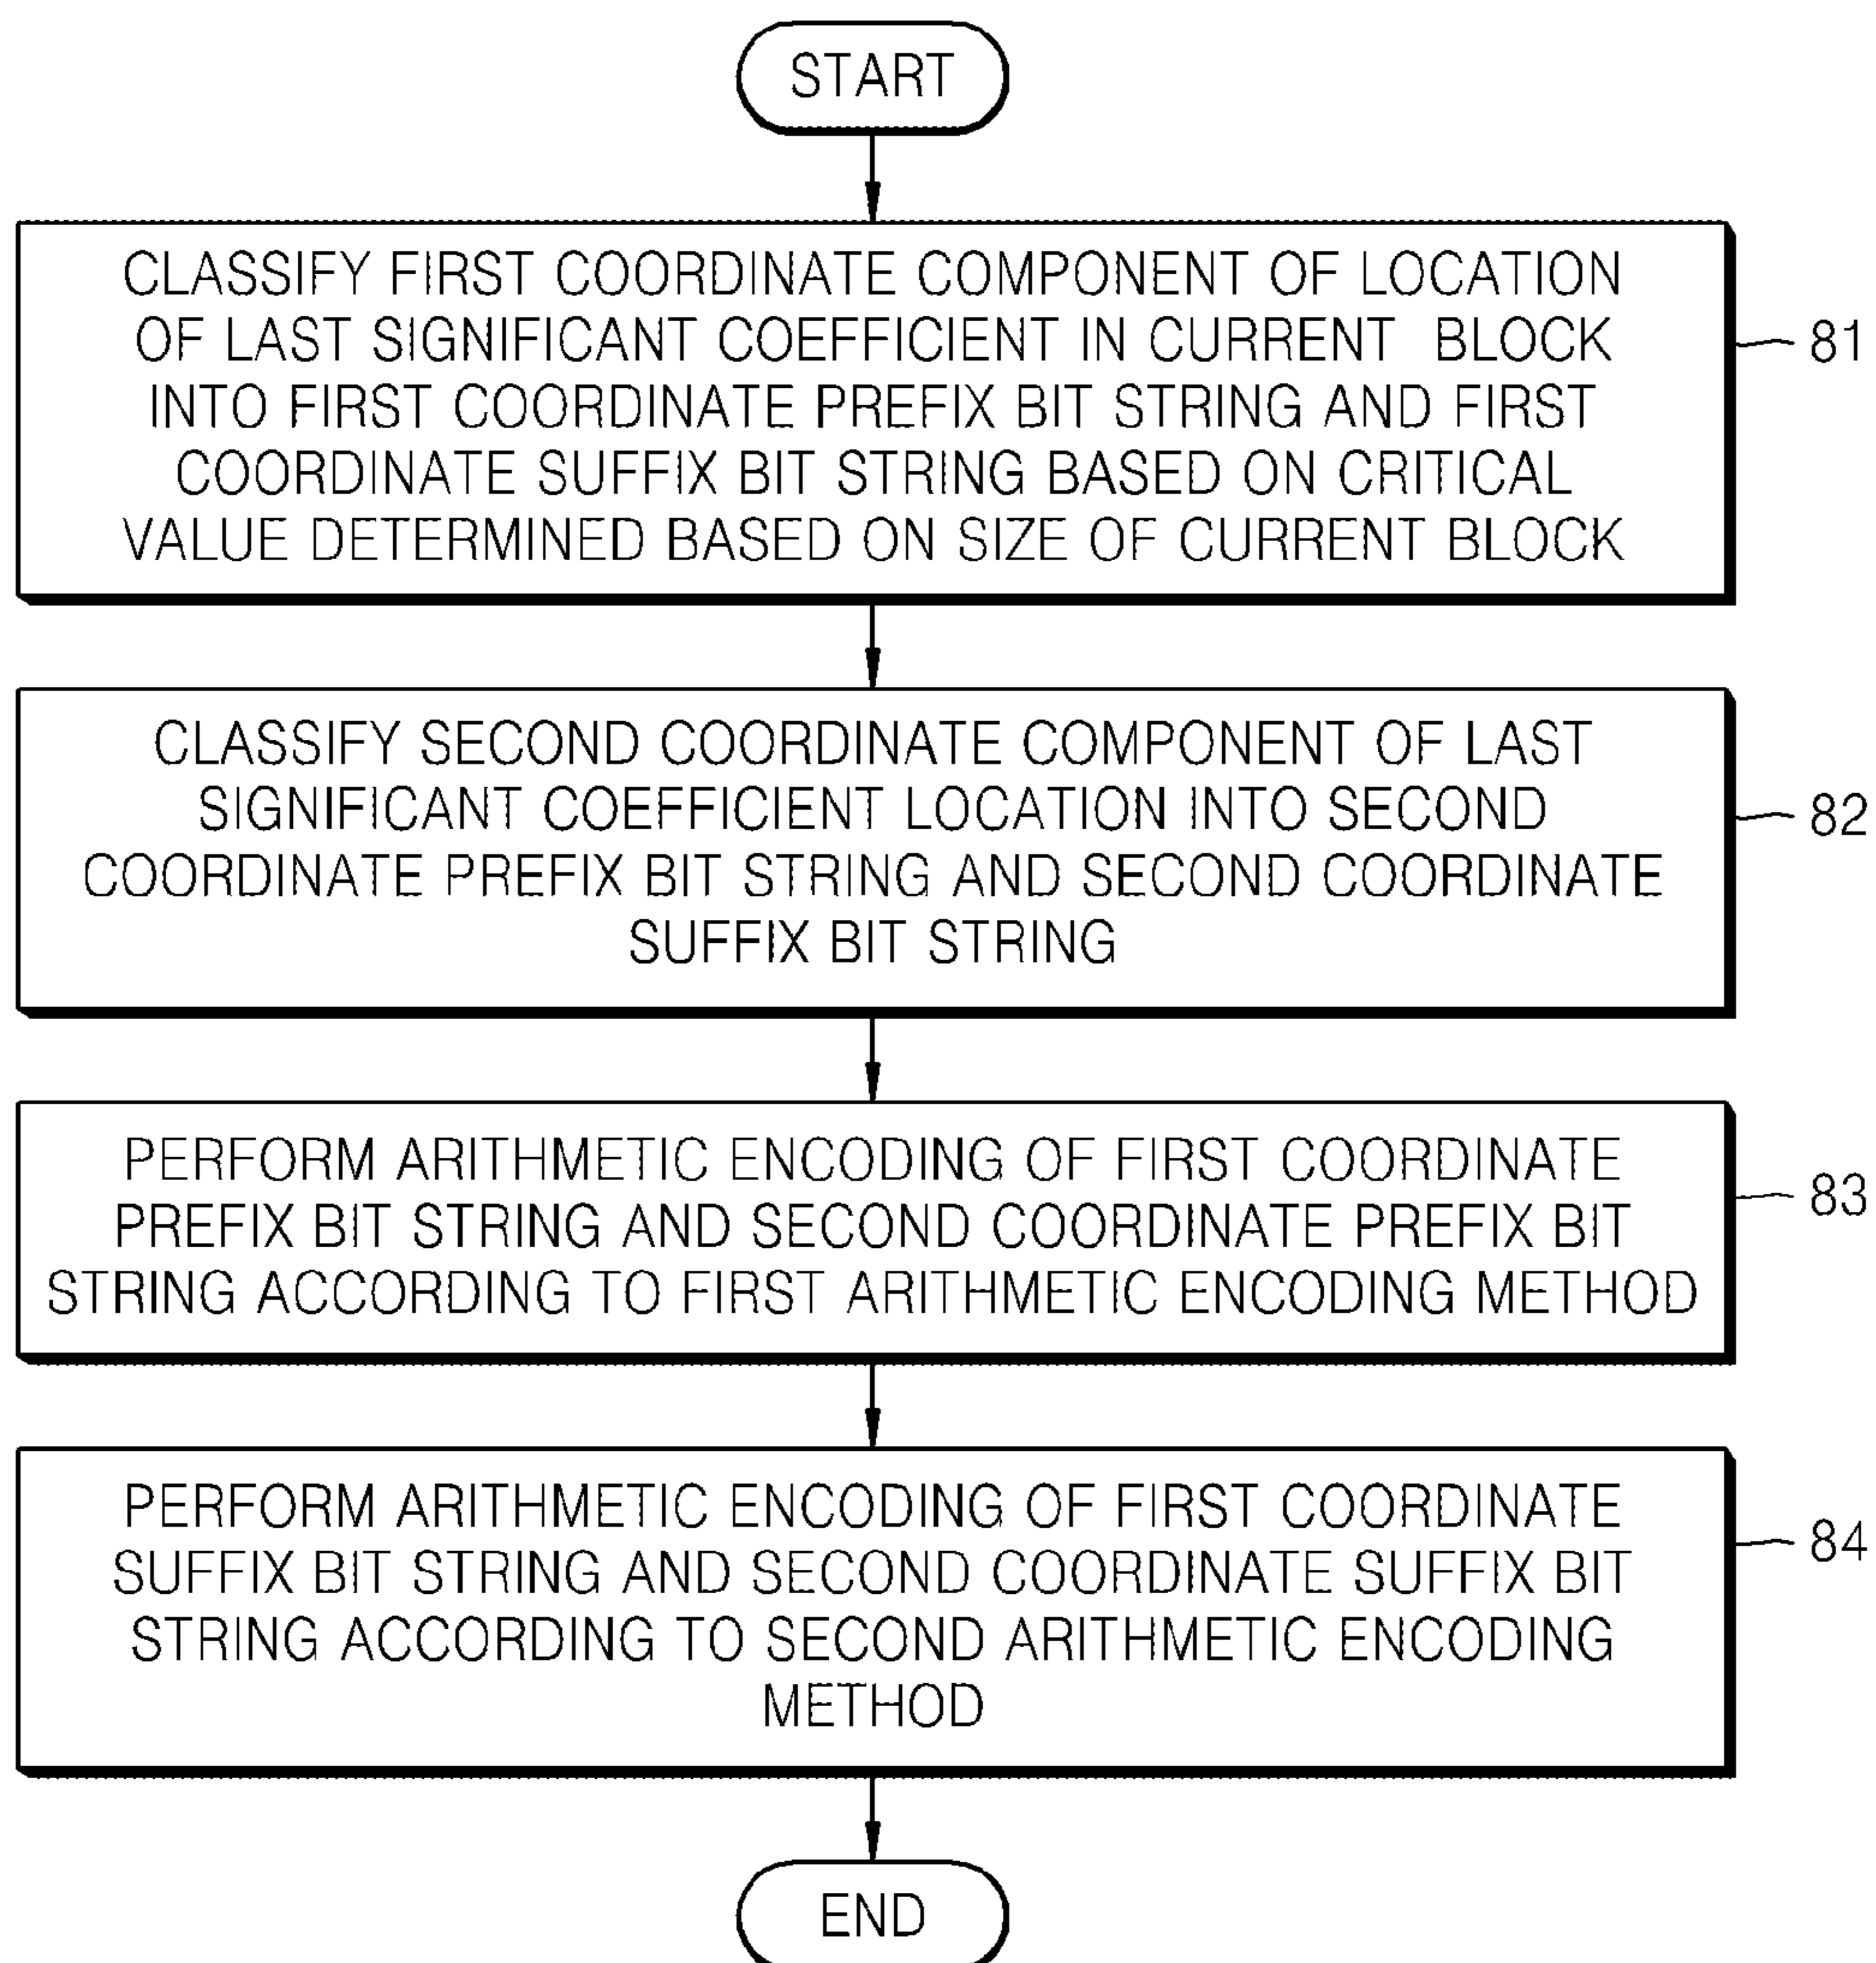 START
CLASSIFY FIRST COORDINATE COMPONENT OF LOCATION
OF LAST SIGNIFICANT COEFFICIENT IN CURRENT BLOCK
INTO FIRST COORDINATE PREFIX BIT STRING AND FIRST
COORDINATE SUFFIX BIT STRING BASED ON CRITICAL
VALUE DETERMINED BASED ON SIZE OF CURRENT BLOCK
81
CLASSIFY SECOND COORDINATE COMPONENT OF LAST
SIGNIFICANT COEFFICIENT LOCATION INTO SECOND
COORDINATE PREFIX BIT STRING AND SECOND COORDINATE
SUFFIX BIT STRING
82
PERFORM ARITHMETIC ENCODING OF FIRST COORDINATE
PREFIX BIT STRING AND SECOND COORDINATE PREFIX BIT
STRING ACCORDING TO FIRST ARITHMETIC ENCODING METHOD
83
PERFORM ARITHMETIC ENCODING OF FIRST COORDINATE
SUFFIX BIT STRING AND SECOND COORDINATE SUFFIX BIT
STRING ACCORDING TO SECOND ARITHMETIC ENCODING
METHOD
84
END